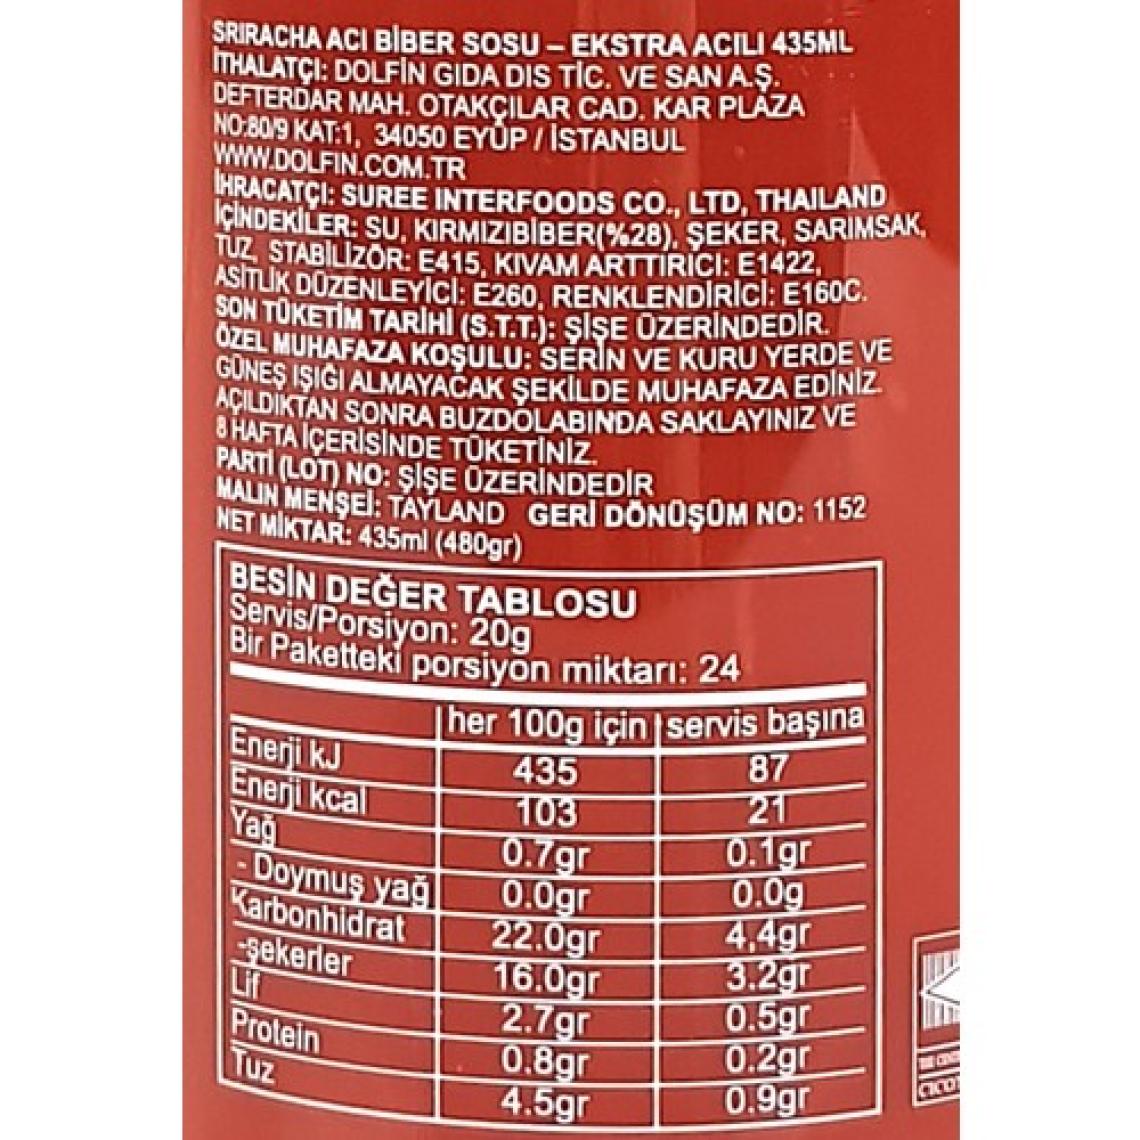 SRIRACHA ACI BİBER SOSU – EKSTRA ACILI 435ML
İTHALATÇI: DOLFİN GIDA DIS TİC. VE SAN A.Ş.
DEFTERDAR MAH. OTAKÇILAR CAD. KAR PLAZA
NO:80/9 KAT:1, 34050 EYÜP / İSTANBUL
WWW.DOLFIN.COM.TR
İHRACATÇI: SUREE INTERFOODS CO., LTD, THAILAND
İÇİNDEKİLER: SU, KIRMIZIBİBER(%28), ŞEKER, SARIMSAK,
TUZ, STABİLİZÖR: E415, KIVAM ARTTIRICI: E1422,
ASİTLİK DÜZENLEYİCİ: E260, RENKLENDİRİCİ: E160C.
SON TÜKETİM TARİHİ (S.T.T.): ŞİŞE ÜZERİNDEDİR.
ÖZEL MUHAFAZA KOŞULU: SERİN VE KURU YERDE VE
GÜNEŞ IŞIĞI ALMAYACAK ŞEKİLDE MUHAFAZA EDİNİZ.
AÇILDIKTAN SONRA BUZDOLABINDA SAKLAYINIZ VE
8 HAFTA İÇERİSİNDE TÜKETİNİZ.
PARTİ (LOT) NO: ŞİŞE ÜZERİNDEDİR
MALIN MENŞEİ: TAYLAND GERİ DÖNÜŞÜM NO: 1152
NET MİKTAR: 435ml (480gr)
BESİN DEĞER TABLOSU
Servis/Porsiyon: 20g
Bir Paketteki porsiyon miktarı: 24
her 100g için servis başına
Enerji kJ 435 87
Enerji kcal 103 21
Yağ 0.7gr 0.1gr
- Doymuş yağ 0.0gr 0.0g
Karbonhidrat 22.0gr 4,4gr
-şekerler 16.0gr 3.2gr
Lif 2.7gr 0.5gr
Protein 0.8gr 0.2gr
Tuz 4.5gr 0.9gr